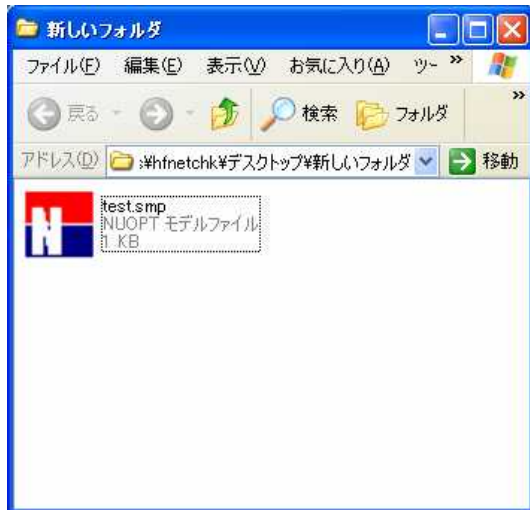 新しいフォルダ
ファイル(F) 編集(E) 表示(V) お気に入り(A) ツー »
戻る 検索 フォルダ »
アドレス(D) :¥hfnetchk¥デスクトップ¥新しいフォルダ 移動
test.smp
NUOPT モデルファイル
1 KB